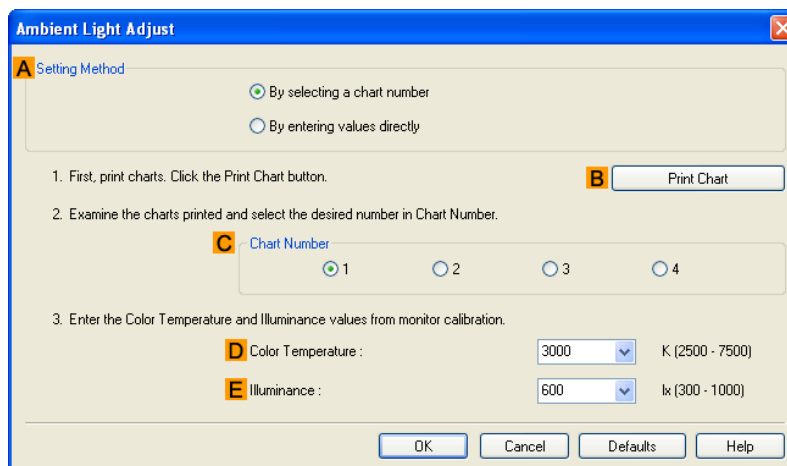 Ambient Light Adjust
A Setting Method
By selecting a chart number
By entering values directly
1. First, print charts. Click the Print Chart button. B Print Chart
2. Examine the charts printed and select the desired number in Chart Number.
C Chart Number
1 2 3 4
3. Enter the Color Temperature and Illuminance values from monitor calibration.
D Color Temperature : 3000 K (2500 - 7500)
E Illuminance : 600 lx (300 - 1000)
OK Cancel Defaults Help